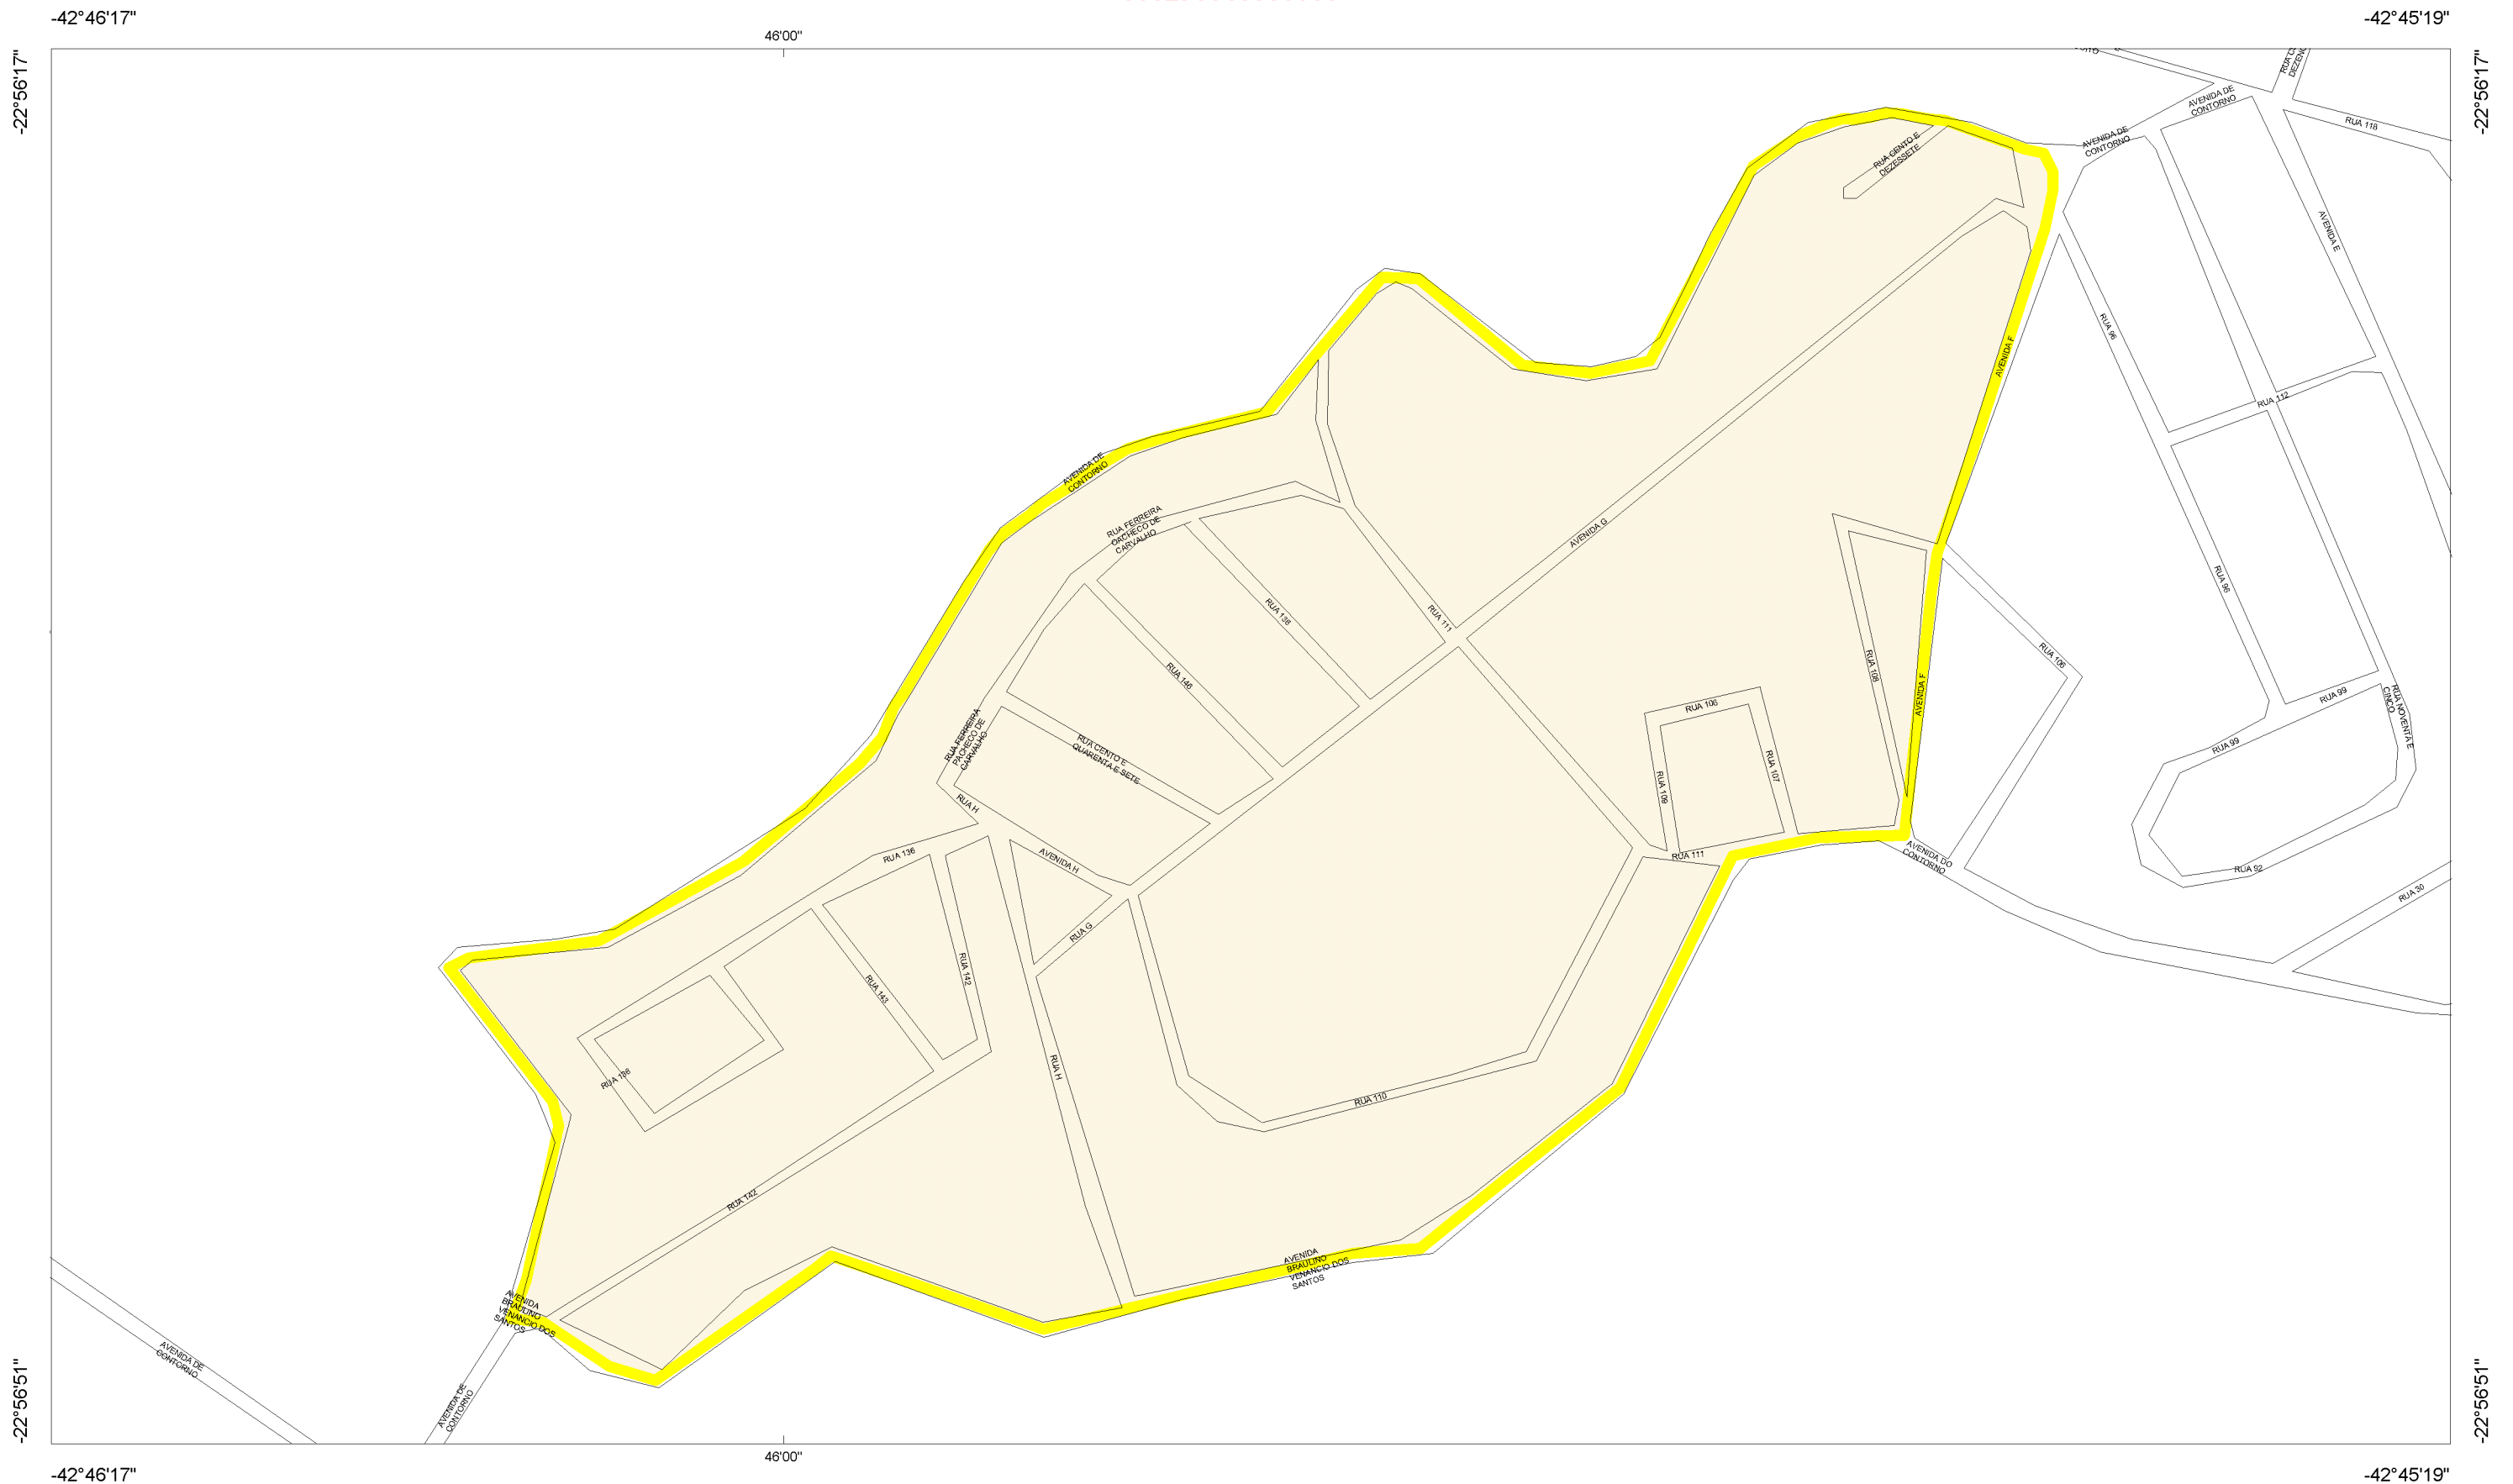 -42°46'17"
-42°45'19"
46'00"
-22°56'17"
-22°56'17"
RUA CENTO E
DEZESSETE
AVENIDA DE
CONTORNO
AVENIDA DE
CONTORNO
RUA 118
AVENIDA E
RUA 96
AVENIDA F
RUA 112
AVENIDA DE
CONTORNO
RUA FERREIRA
OACHECO DE
CARVALHO
AVENIDA G
RUA 138
RUA 111
RUA 96
RUA 146
RUA 108
RUA 106
AVENIDA F
RUA 99
RUA NOVENTA E
CINCO
RUA 106
RUA FERREIRA
PACHECO DE
CARVALHO
RUA CENTO E
QUARENTA E SETE
RUA 107
RUA 109
RUA 99
RUA H
RUA 136
AVENIDA H
RUA 111
AVENIDA DO
CONTORNO
RUA 92
RUA 30
RUA G
RUA 142
RUA 143
RUA 136
RUA H
RUA 110
RUA 142
AVENIDA
BRAULINO
VENANCIO DOS
SANTOS
AVENIDA
BRAULINO
VENANCIO DOS
SANTOS
AVENIDA DE
CONTORNO
AVENIDA DE
CONTORNO
-22°56'51"
-22°56'51"
46'00"
-42°46'17"
-42°45'19"